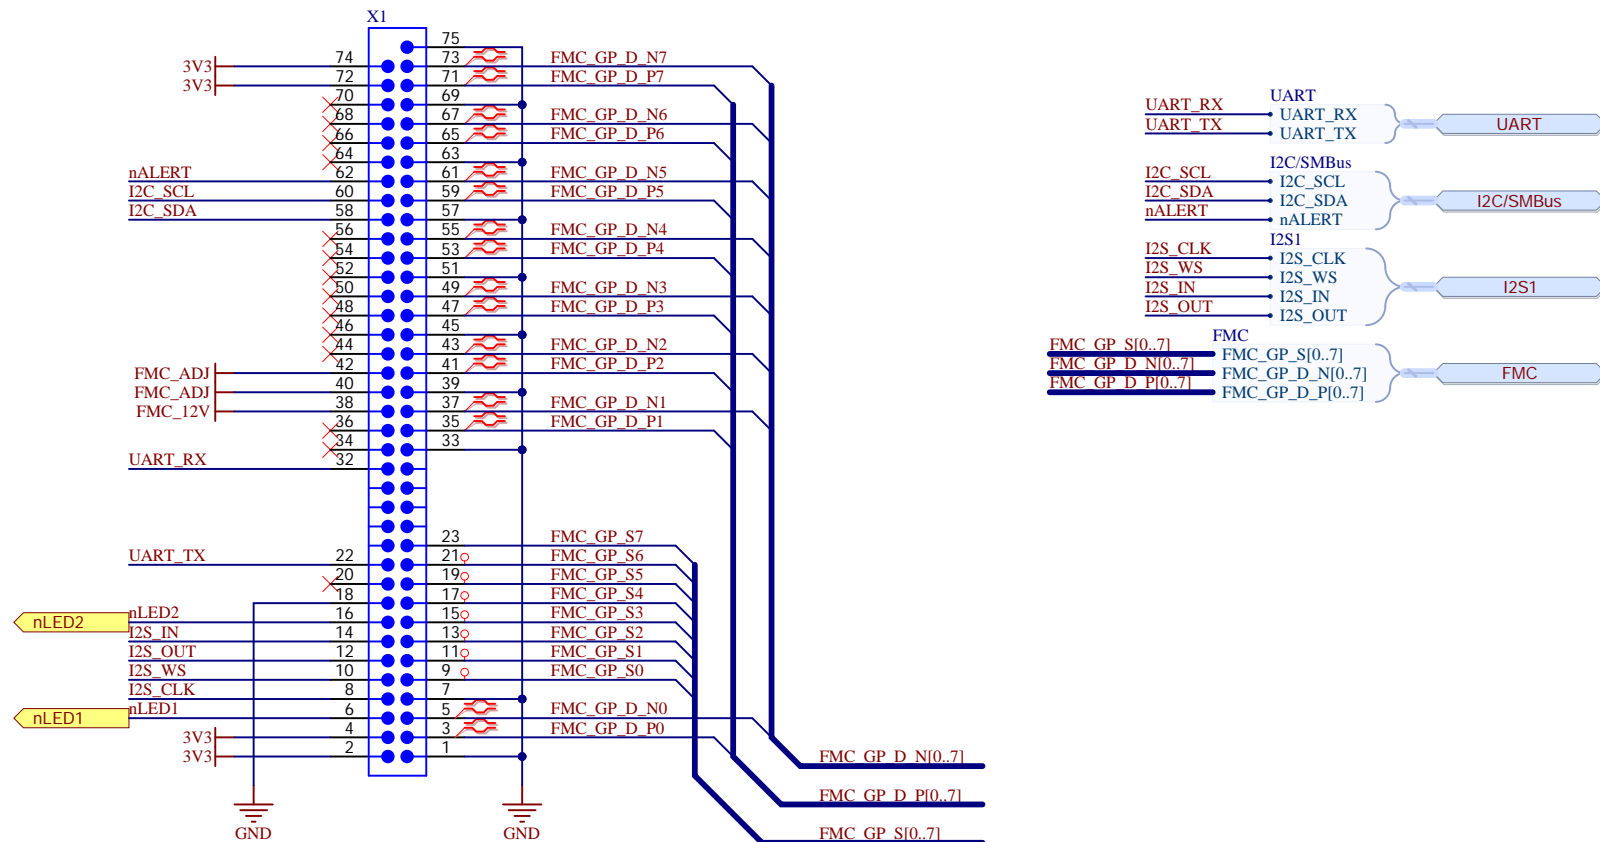 X1
75
74 73 FMC_GP_D_N7
3V3
72 71 FMC_GP_D_P7
3V3
70 69
68 67 FMC_GP_D_N6
66 65 FMC_GP_D_P6
64 63
nALERT 62 61 FMC_GP_D_N5
I2C_SCL 60 59 FMC_GP_D_P5
I2C_SDA 58 57
56 55 FMC_GP_D_N4
54 53 FMC_GP_D_P4
52 51
50 49 FMC_GP_D_N3
48 47 FMC_GP_D_P3
46 45
44 43 FMC_GP_D_N2
42 41 FMC_GP_D_P2
FMC_ADJ
40 39
FMC_ADJ
38 37 FMC_GP_D_N1
FMC_12V
36 35 FMC_GP_D_P1
34 33
UART_RX 32
23 FMC_GP_S7
UART_TX 22 21 FMC_GP_S6
20 19 FMC_GP_S5
18 17 FMC_GP_S4
nLED2 nLED2 16 15 FMC_GP_S3
I2S_IN 14 13 FMC_GP_S2
I2S_OUT 12 11 FMC_GP_S1
I2S_WS 10 9 FMC_GP_S0
I2S_CLK 8 7
nLED1 nLED1 6 5 FMC_GP_D_N0
4 3 FMC_GP_D_P0
3V3
2 1
3V3
GND
GND
FMC_GP_D_N[0..7]
FMC_GP_D_P[0..7]
FMC_GP_S[0..7]
UART
UART_RX UART_RX
UART_TX UART_TX
UART
I2C/SMBus
I2C_SCL I2C_SCL
I2C_SDA I2C_SDA
nALERT nALERT
I2C/SMBus
I2S1
I2S_CLK I2S_CLK
I2S_WS I2S_WS
I2S_IN I2S_IN
I2S_OUT I2S_OUT
I2S1
FMC
FMC_GP_S[0..7] FMC_GP_S[0..7]
FMC_GP_D_N[0..7] FMC_GP_D_N[0..7]
FMC_GP_D_P[0..7] FMC_GP_D_P[0..7]
FMC